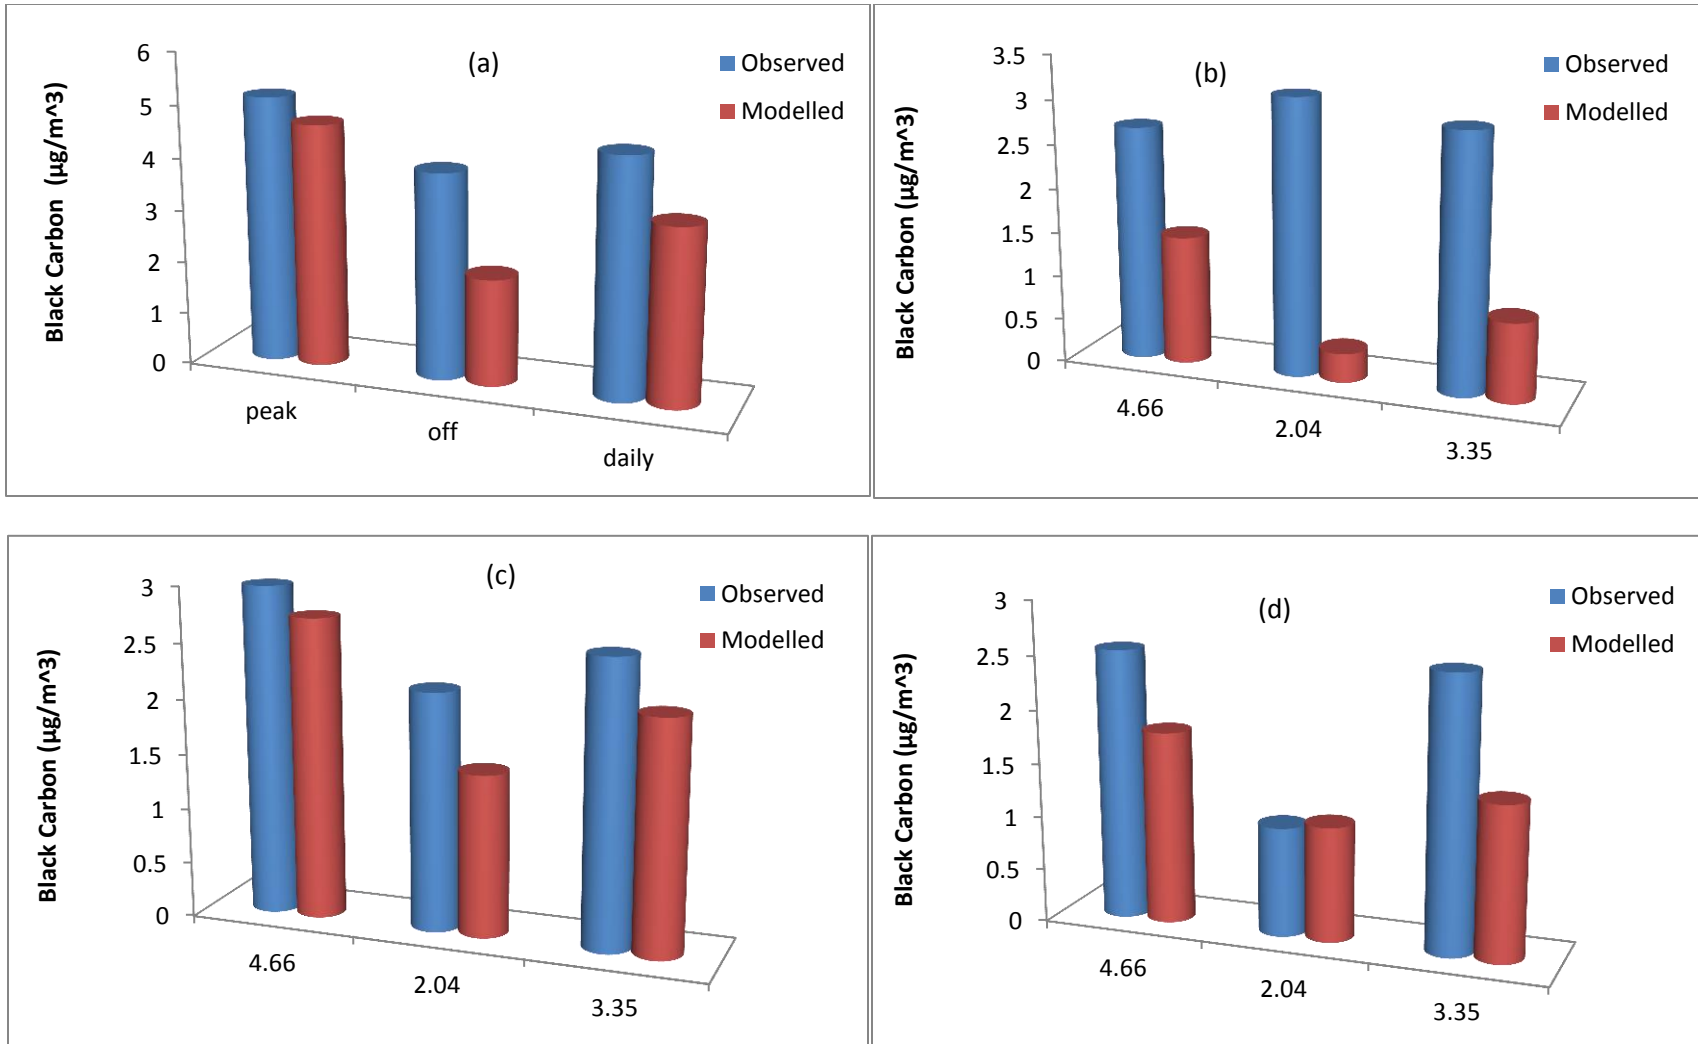 (a)
Black Carbon (µg/m^3)
6
5
4
3
2
1
0
peak
off
daily
Observed
Modelled
(b)
Black Carbon (µg/m^3)
3.5
3
2.5
2
1.5
1
0.5
0
4.66
2.04
3.35
Observed
Modelled
(c)
Black Carbon (µg/m^3)
3
2.5
2
1.5
1
0.5
0
4.66
2.04
3.35
Observed
Modelled
(d)
Black Carbon (µg/m^3)
3
2.5
2
1.5
1
0.5
0
4.66
2.04
3.35
Observed
Modelled